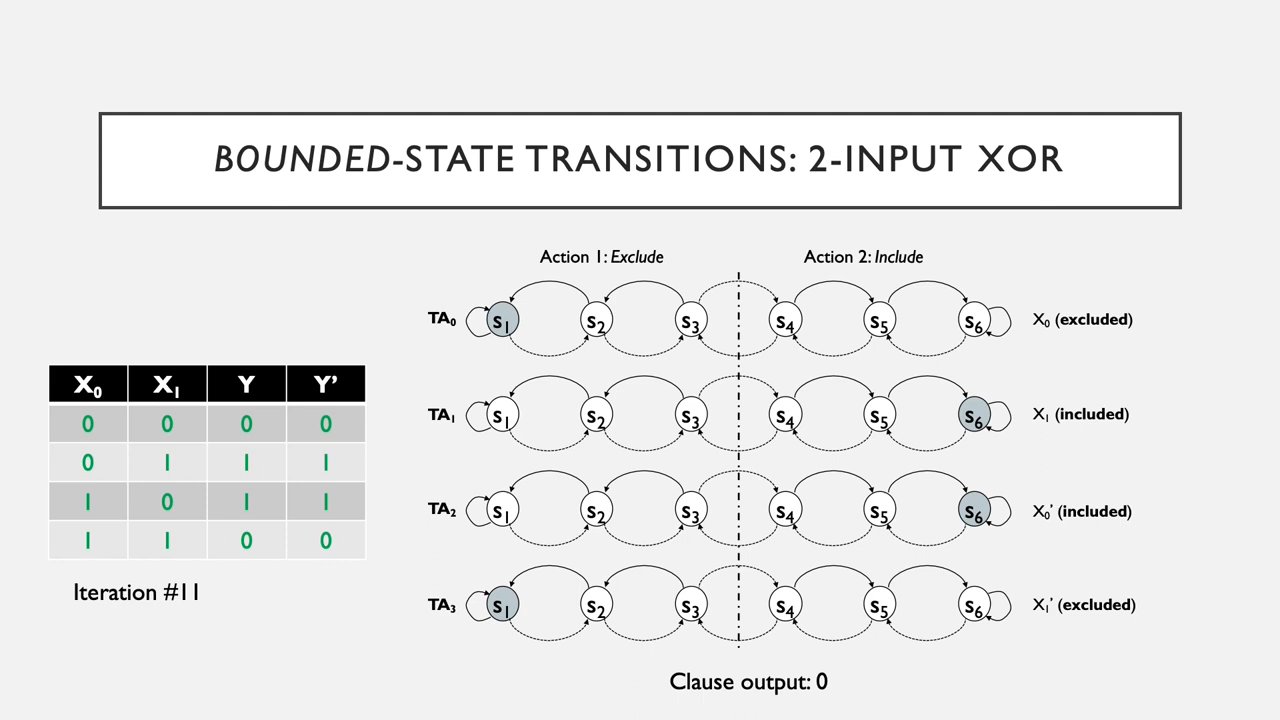 BOUNDED-STATE TRANSITIONS: 2-INPUT XOR
Action 1: Exclude Action 2: Include
TA₀ S₁ S₂ S₃ S₄ S₅ S₆ X₀ (excluded)
TA₁ S₁ S₂ S₃ S₄ S₅ S₆ X₁ (included)
TA₂ S₁ S₂ S₃ S₄ S₅ S₆ X₀' (included)
TA₃ S₁ S₂ S₃ S₄ S₅ S₆ X₁' (excluded)
X₀ X₁ Y Y'
0 0 0 0
0 1 1 1
1 0 1 1
1 1 0 0
Iteration #11
Clause output: 0